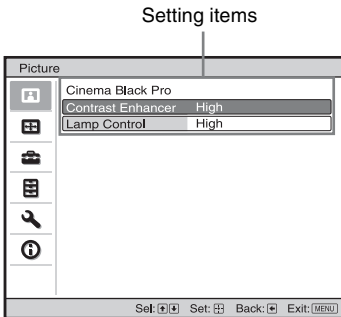 Setting items
Picture
Cinema Black Pro
Contrast Enhancer High
Lamp Control High
Sel: Set: Back: Exit: MENU